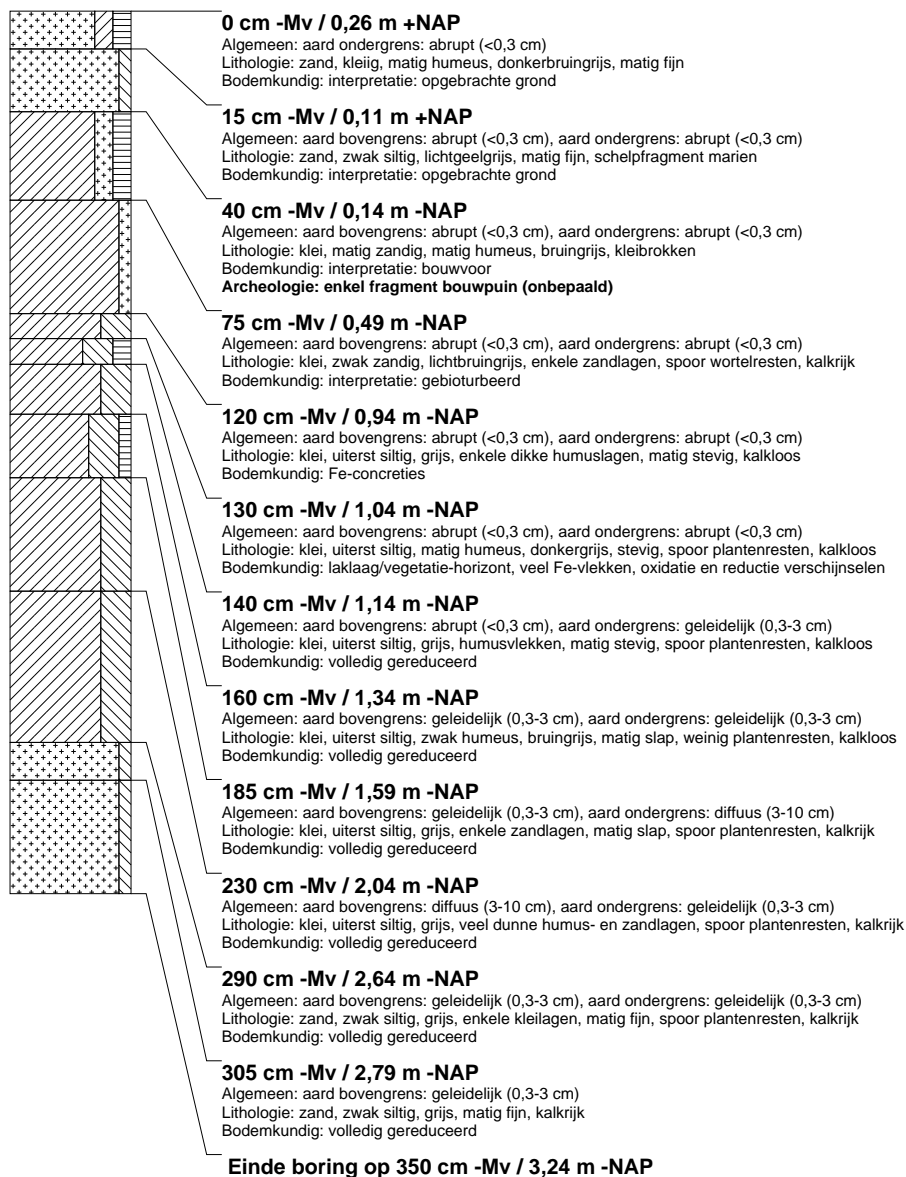 0 cm -Mv / 0,26 m +NAP
Algemeen: aard ondergrens: abrupt (<0,3 cm)
Lithologie: zand, kleiig, matig humeus, donkerbruingrijs, matig fijn
Bodemkundig: interpretatie: opgebrachte grond
15 cm -Mv / 0,11 m +NAP
Algemeen: aard bovengrens: abrupt (<0,3 cm), aard ondergrens: abrupt (<0,3 cm)
Lithologie: zand, zwak siltig, lichtgeelgrijs, matig fijn, schelpfragment marien
Bodemkundig: interpretatie: opgebrachte grond
40 cm -Mv / 0,14 m -NAP
Algemeen: aard bovengrens: abrupt (<0,3 cm), aard ondergrens: abrupt (<0,3 cm)
Lithologie: klei, matig zandig, matig humeus, bruingrijs, kleibrokken
Bodemkundig: interpretatie: bouwvoor
Archeologie: enkel fragment bouwpuin (onbepaald)
75 cm -Mv / 0,49 m -NAP
Algemeen: aard bovengrens: abrupt (<0,3 cm), aard ondergrens: abrupt (<0,3 cm)
Lithologie: klei, zwak zandig, lichtbruingrijs, enkele zandlagen, spoor wortelresten, kalkrijk
Bodemkundig: interpretatie: gebioturbeerd
120 cm -Mv / 0,94 m -NAP
Algemeen: aard bovengrens: abrupt (<0,3 cm), aard ondergrens: abrupt (<0,3 cm)
Lithologie: klei, uiterst siltig, grijs, enkele dikke humuslagen, matig stevig, kalkloos
Bodemkundig: Fe-concreties
130 cm -Mv / 1,04 m -NAP
Algemeen: aard bovengrens: abrupt (<0,3 cm), aard ondergrens: abrupt (<0,3 cm)
Lithologie: klei, uiterst siltig, matig humeus, donkergrijs, stevig, spoor plantenresten, kalkloos
Bodemkundig: laklaag/vegetatie-horizont, veel Fe-vlekken, oxidatie en reductie verschijnselen
140 cm -Mv / 1,14 m -NAP
Algemeen: aard bovengrens: abrupt (<0,3 cm), aard ondergrens: geleidelijk (0,3-3 cm)
Lithologie: klei, uiterst siltig, grijs, humusvlekken, matig stevig, spoor plantenresten, kalkloos
Bodemkundig: volledig gereduceerd
160 cm -Mv / 1,34 m -NAP
Algemeen: aard bovengrens: geleidelijk (0,3-3 cm), aard ondergrens: geleidelijk (0,3-3 cm)
Lithologie: klei, uiterst siltig, zwak humeus, bruingrijs, matig slap, weinig plantenresten, kalkloos
Bodemkundig: volledig gereduceerd
185 cm -Mv / 1,59 m -NAP
Algemeen: aard bovengrens: geleidelijk (0,3-3 cm), aard ondergrens: diffuus (3-10 cm)
Lithologie: klei, uiterst siltig, grijs, enkele zandlagen, matig slap, spoor plantenresten, kalkrijk
Bodemkundig: volledig gereduceerd
230 cm -Mv / 2,04 m -NAP
Algemeen: aard bovengrens: diffuus (3-10 cm), aard ondergrens: geleidelijk (0,3-3 cm)
Lithologie: klei, uiterst siltig, grijs, veel dunne humus- en zandlagen, spoor plantenresten, kalkrijk
Bodemkundig: volledig gereduceerd
290 cm -Mv / 2,64 m -NAP
Algemeen: aard bovengrens: geleidelijk (0,3-3 cm), aard ondergrens: geleidelijk (0,3-3 cm)
Lithologie: zand, zwak siltig, grijs, enkele kleilagen, matig fijn, spoor plantenresten, kalkrijk
Bodemkundig: volledig gereduceerd
305 cm -Mv / 2,79 m -NAP
Algemeen: aard bovengrens: geleidelijk (0,3-3 cm)
Lithologie: zand, zwak siltig, grijs, matig fijn, kalkrijk
Bodemkundig: volledig gereduceerd
Einde boring op 350 cm -Mv / 3,24 m -NAP